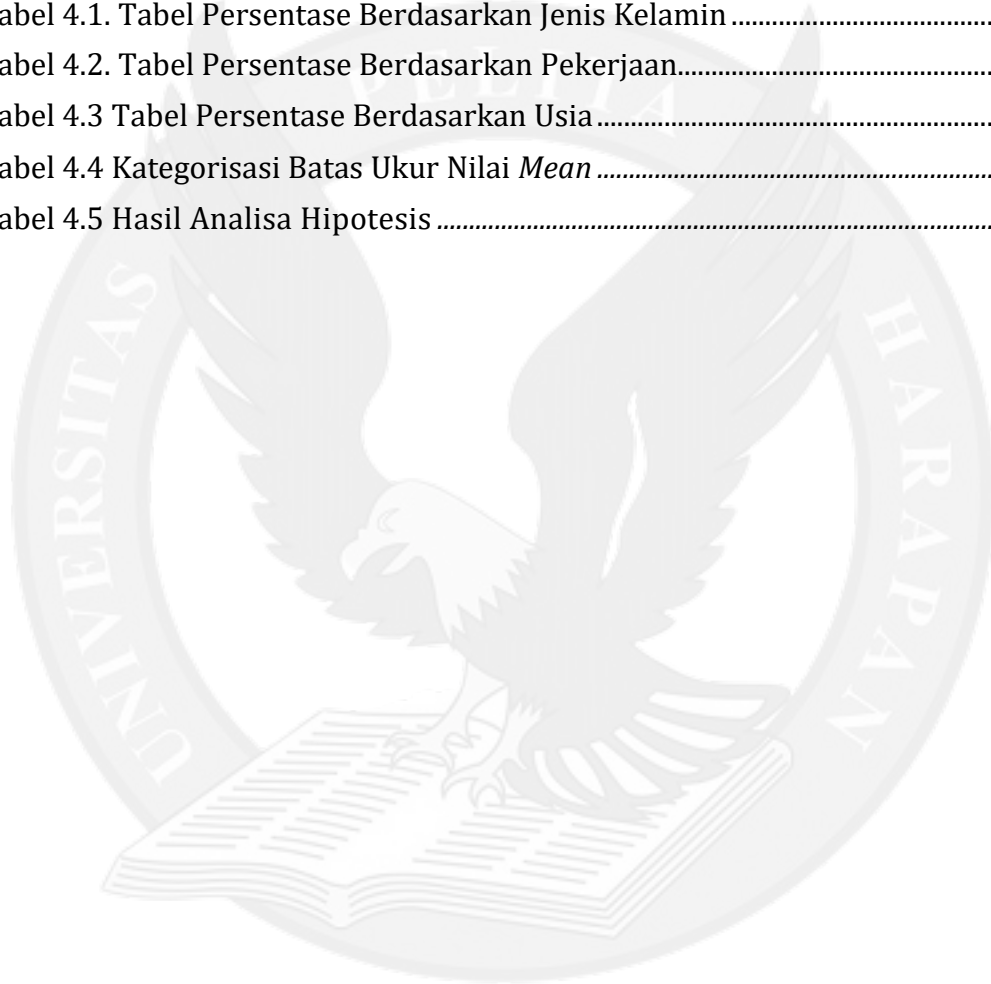 abel 4.1. Tabel Persentase Berdasarkan Jenis Kelamin ........................................
abel 4.2. Tabel Persentase Berdasarkan Pekerjaan................................................
abel 4.3 Tabel Persentase Berdasarkan Usia ............................................................
abel 4.4 Kategorisasi Batas Ukur Nilai Mean ............................................................
abel 4.5 Hasil Analisa Hipotesis ....................................................................................
UNIVERSITAS PELITA HARAPAN